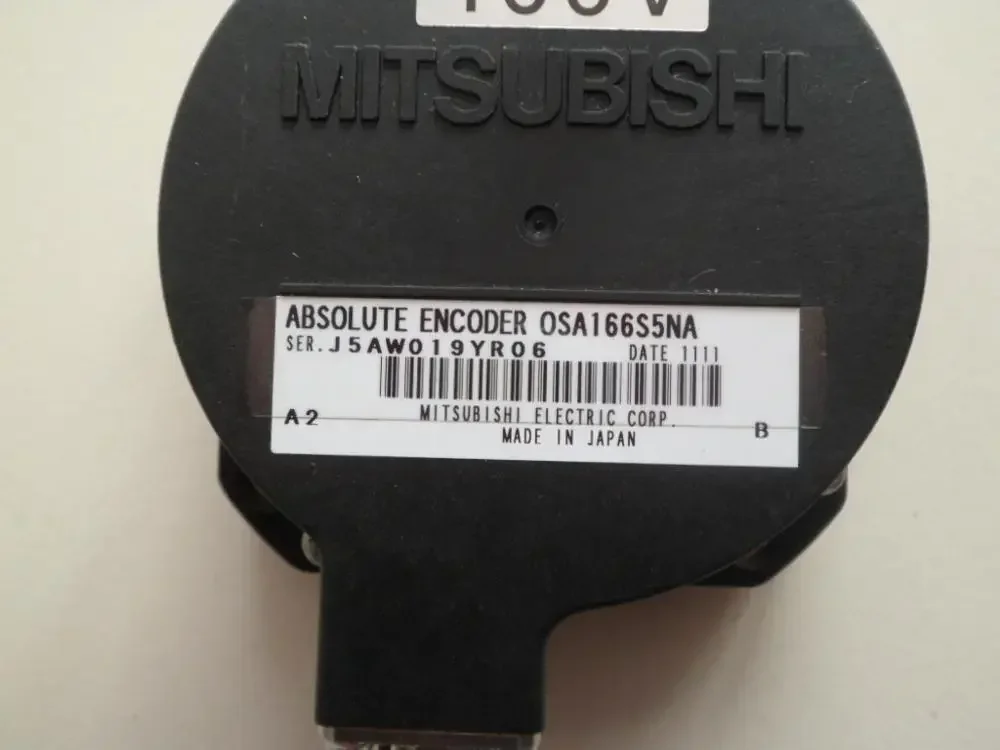 MITSUBISHI
ABSOLUTE ENCODER OSA166S5NA
SER.J5AW019YR06 DATE 1111
A2 MITSUBISHI ELECTRIC CORP. B
MADE IN JAPAN